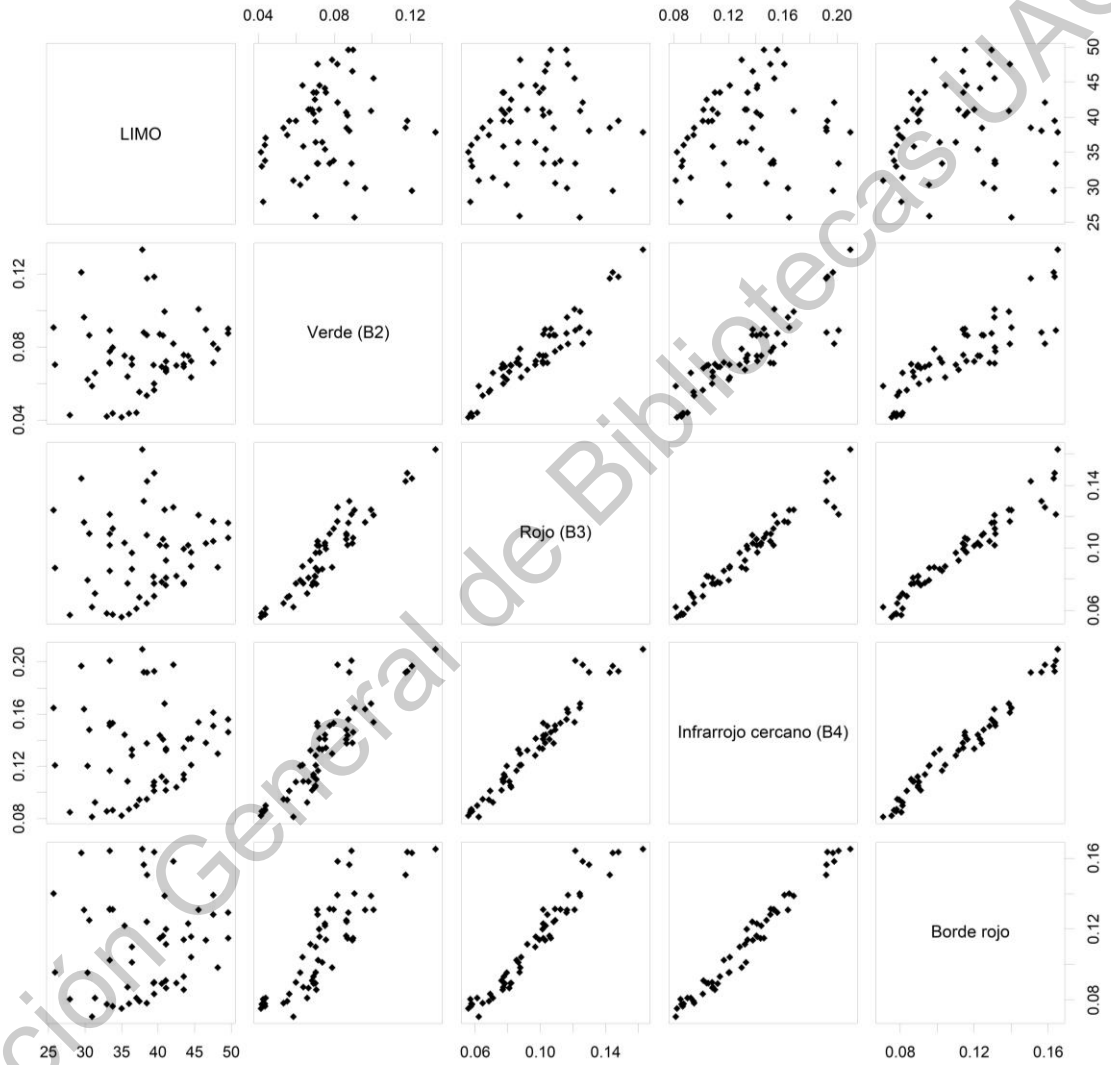 0.04 0.08 0.12 0.08 0.12 0.16 0.20
LIMO
25 30 35 40 45 50
0.04 0.08 0.12
Verde (B2)
Rojo (B3)
0.06 0.10 0.14
0.08 0.12 0.16 0.20
Infrarrojo cercano (B4)
Borde rojo
0.08 0.12 0.16
25 30 35 40 45 50 0.06 0.10 0.14 0.08 0.12 0.16
ción General de Bibliotecas UA